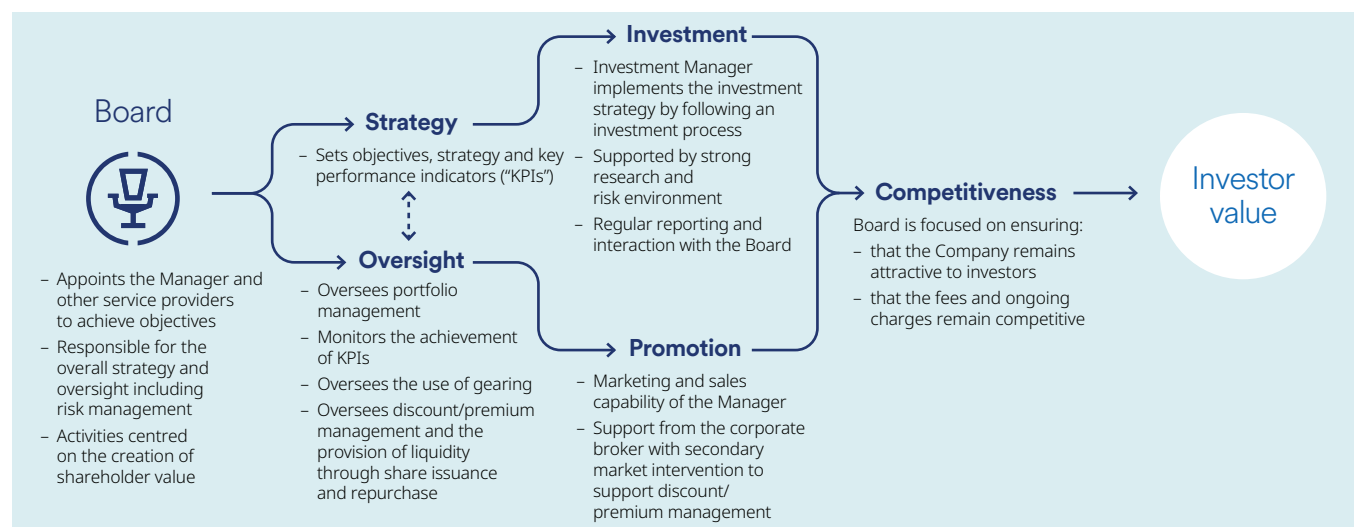 Board
– Appoints the Manager and
other service providers
to achieve objectives
– Responsible for the
overall strategy and
oversight including
risk management
– Activities centred
on the creation of
shareholder value
Strategy
– Sets objectives, strategy and key
performance indicators (“KPIs”)
Oversight
– Oversees portfolio
management
– Monitors the achievement
of KPIs
– Oversees the use of gearing
– Oversees discount/premium
management and the
provision of liquidity
through share issuance
and repurchase
Investment
– Investment Manager
implements the investment
strategy by following an
investment process
– Supported by strong
research and
risk environment
– Regular reporting and
interaction with the Board
Promotion
– Marketing and sales
capability of the Manager
– Support from the corporate
broker with secondary
market intervention to
support discount/
premium management
Competitiveness
Board is focused on ensuring:
– that the Company remains
attractive to investors
– that the fees and ongoing
charges remain competitive
Investor
value